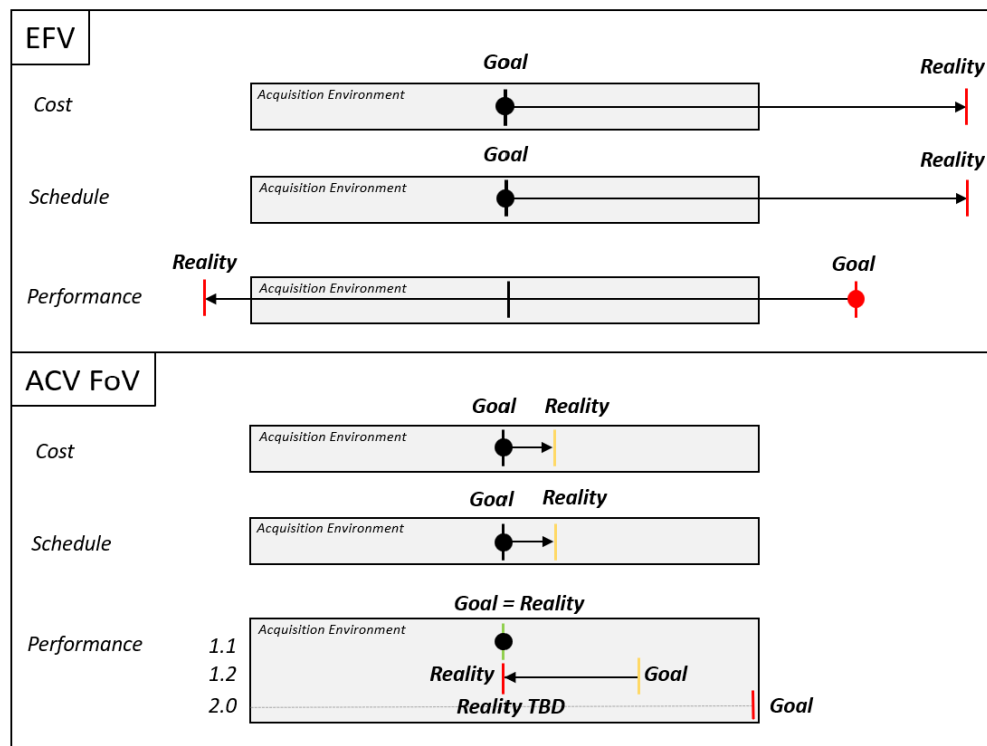 EFV
Goal
Reality
Cost
Acquisition Environment
Goal
Reality
Schedule
Acquisition Environment
Reality
Goal
Performance
Acquisition Environment
ACV FoV
Goal
Reality
Cost
Acquisition Environment
Goal
Reality
Schedule
Acquisition Environment
Goal = Reality
Performance
Acquisition Environment
1.1
1.2
Reality
Goal
2.0
Reality TBD
Goal